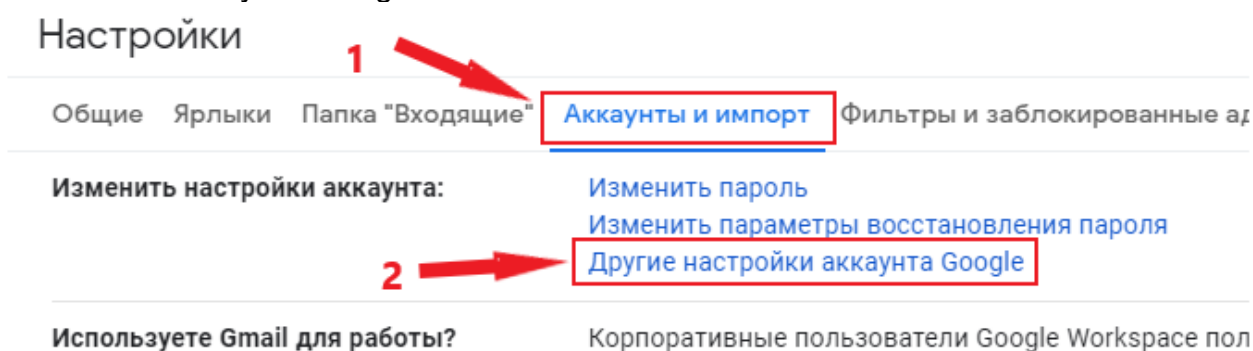 Настройки
1
Общие Ярлыки Папка "Входящие" Аккаунты и импорт Фильтры и заблокированные
Изменить настройки аккаунта: Изменить пароль
Изменить параметры восстановления пароля
2 Другие настройки аккаунта Google
Используете Gmail для работы? Корпоративные пользователи Google Workspace